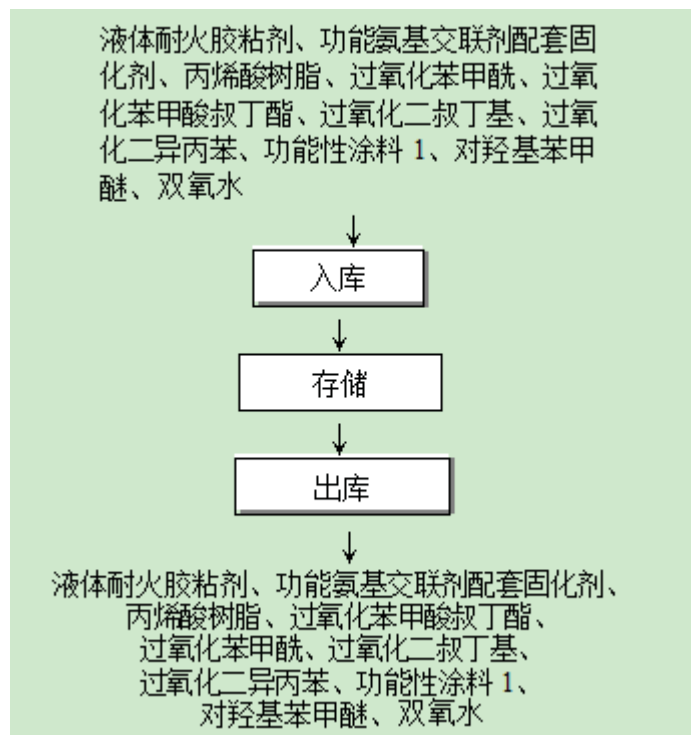 液体耐火胶粘剂、功能氨基交联剂配套固
化剂、丙烯酸树脂、过氧化苯甲酰、过氧
化苯甲酸叔丁酯、过氧化二叔丁基、过氧
化二异丙苯、功能性涂料 1、对羟基苯甲
醚、双氧水
入库
存储
出库
液体耐火胶粘剂、功能氨基交联剂配套固化剂、
丙烯酸树脂、过氧化苯甲酸叔丁酯、
过氧化苯甲酰、过氧化二叔丁基、
过氧化二异丙苯、功能性涂料 1、
对羟基苯甲醚、双氧水